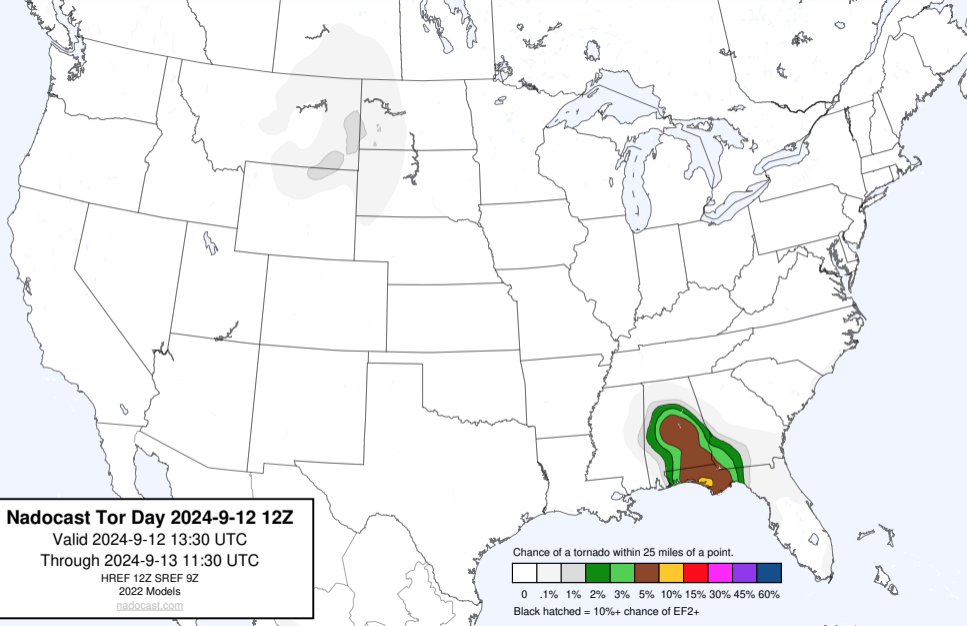 Nadocast Tor Day 2024-9-12 12Z
Valid 2024-9-12 13:30 UTC
Through 2024-9-13 11:30 UTC
HREF 12Z SREF 9Z
2022 Models
nadocast.com
Chance of a tornado within 25 miles of a point.
0 .1% 1% 2% 3% 5% 10% 15% 30% 45% 60%
Black hatched = 10%+ chance of EF2+